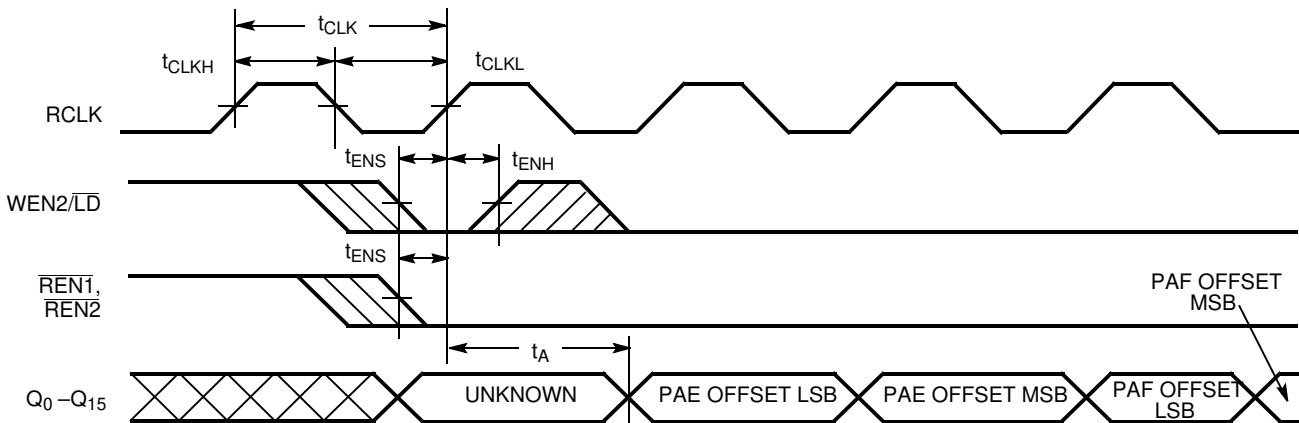 tCLK
tCLKH
tCLKL
RCLK
tENS
tENH
WEN2/LD
tENS
REN1,
REN2
PAF OFFSET
MSB
tA
Q0 –Q15
UNKNOWN
PAE OFFSET LSB
PAE OFFSET MSB
PAF OFFSET
LSB